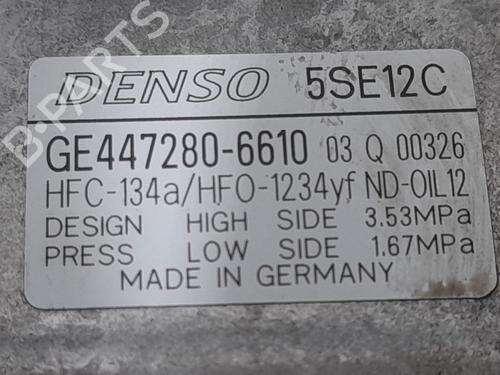 DENSO 5SE12C
GE447280-6610 03 Q 00326
HFC-134a/HFO-1234yf ND-OIL12
DESIGN HIGH SIDE 3.53MPa
PRESS LOW SIDE 1.67MPa
MADE IN GERMANY
B-PARTS